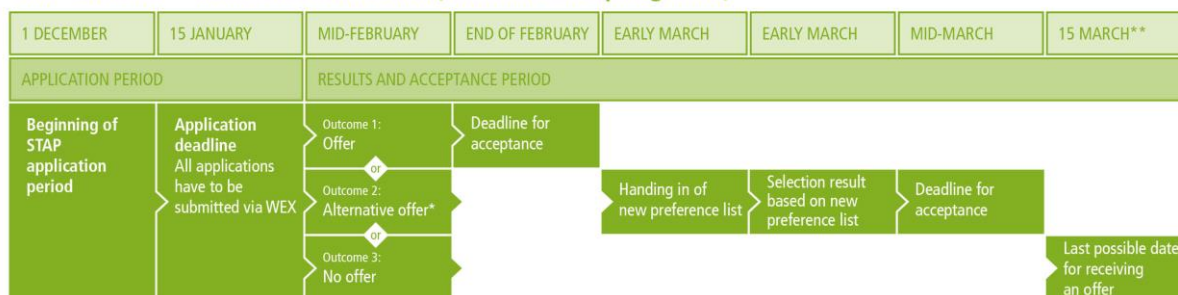 1 DECEMBER
15 JANUARY
MID-FEBRUARY
END OF FEBRUARY
EARLY MARCH
EARLY MARCH
MID-MARCH
15 MARCH**
APPLICATION PERIOD
RESULTS AND ACCEPTANCE PERIOD
Beginning of
STAP
application
period
Application
deadline
All applications
have to be
submitted via WEX
Outcome 1:
Offer
or
Outcome 2:
Alternative offer*
or
Outcome 3:
No offer
Deadline for
acceptance
Handing in of
new preference list
Selection result
based on new
preference list
Deadline for
acceptance
Last possible date
for receiving
an offer